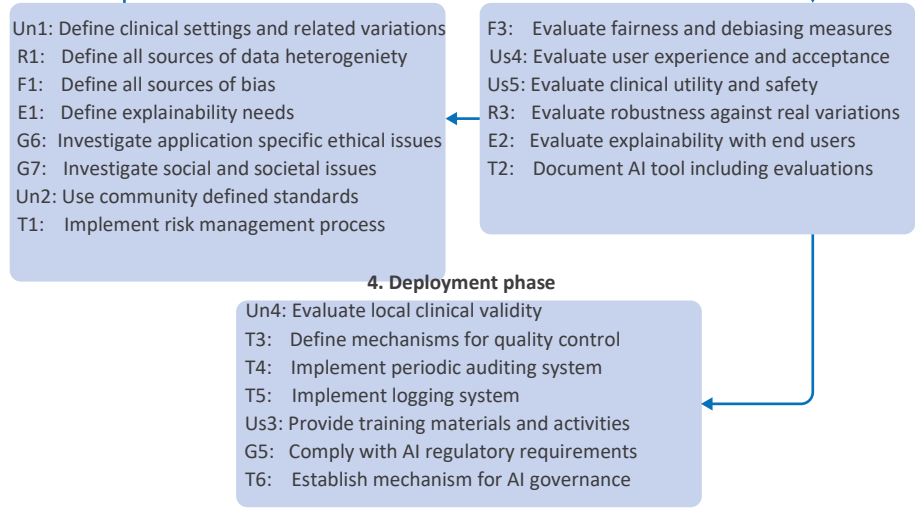 Un1: Define clinical settings and related variations
R1: Define all sources of data heterogeniety
F1: Define all sources of bias
E1: Define explainability needs
G6: Investigate application specific ethical issues
G7: Investigate social and societal issues
Un2: Use community defined standards
T1: Implement risk management process
F3: Evaluate fairness and debiasing measures
Us4: Evaluate user experience and acceptance
Us5: Evaluate clinical utility and safety
R3: Evaluate robustness against real variations
E2: Evaluate explainability with end users
T2: Document AI tool including evaluations
4. Deployment phase
Un4: Evaluate local clinical validity
T3: Define mechanisms for quality control
T4: Implement periodic auditing system
T5: Implement logging system
Us3: Provide training materials and activities
G5: Comply with AI regulatory requirements
T6: Establish mechanism for AI governance